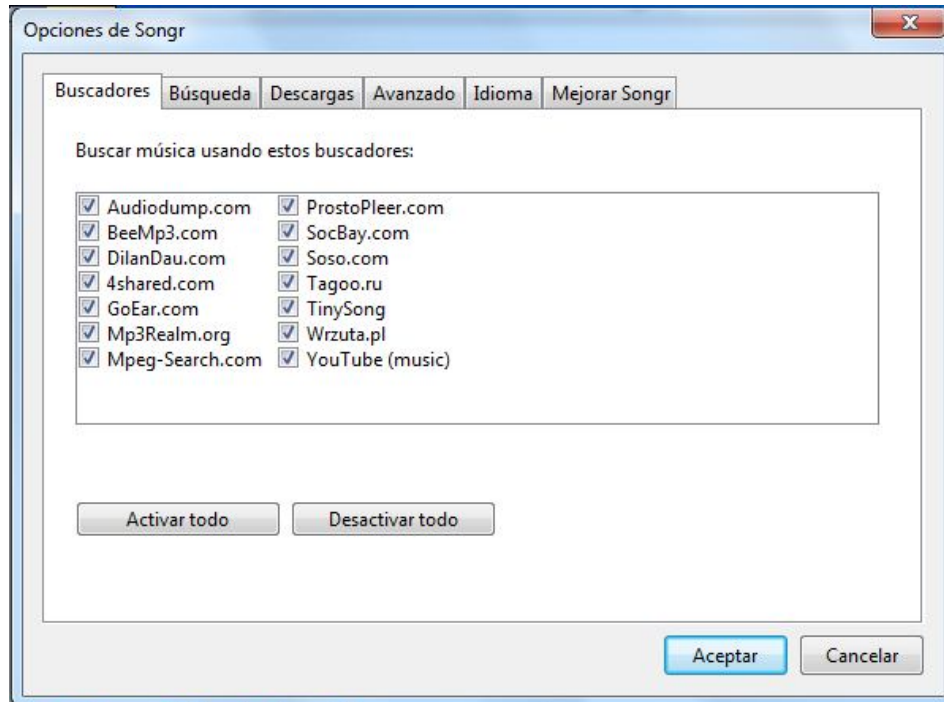 Opciones de Songr
Buscadores Búsqueda Descargas Avanzado Idioma Mejorar Songr
Buscar música usando estos buscadores:
Audiodump.com ProstoPleer.com
BeeMp3.com SocBay.com
DilanDau.com Soso.com
4shared.com Tagoo.ru
GoEar.com TinySong
Mp3Realm.org Wrzuta.pl
Mpeg-Search.com YouTube (music)
Activar todo Desactivar todo
Aceptar Cancelar